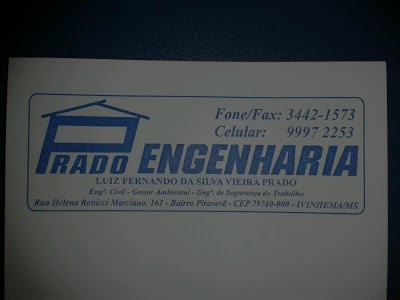 Fone/Fax: 3442-1573
Celular: 9997 2253
PRADO ENGENHARIA
LUIZ FERNANDO DA SILVA VIEIRA PRADO
Engº. Civil - Gestor Ambiental - Engº. de Segurança do Trabalho
Rua Helena Ronicci Marciano, 161 - Bairro Piravevê - CEP 79740-000 - IVINHEMA/MS